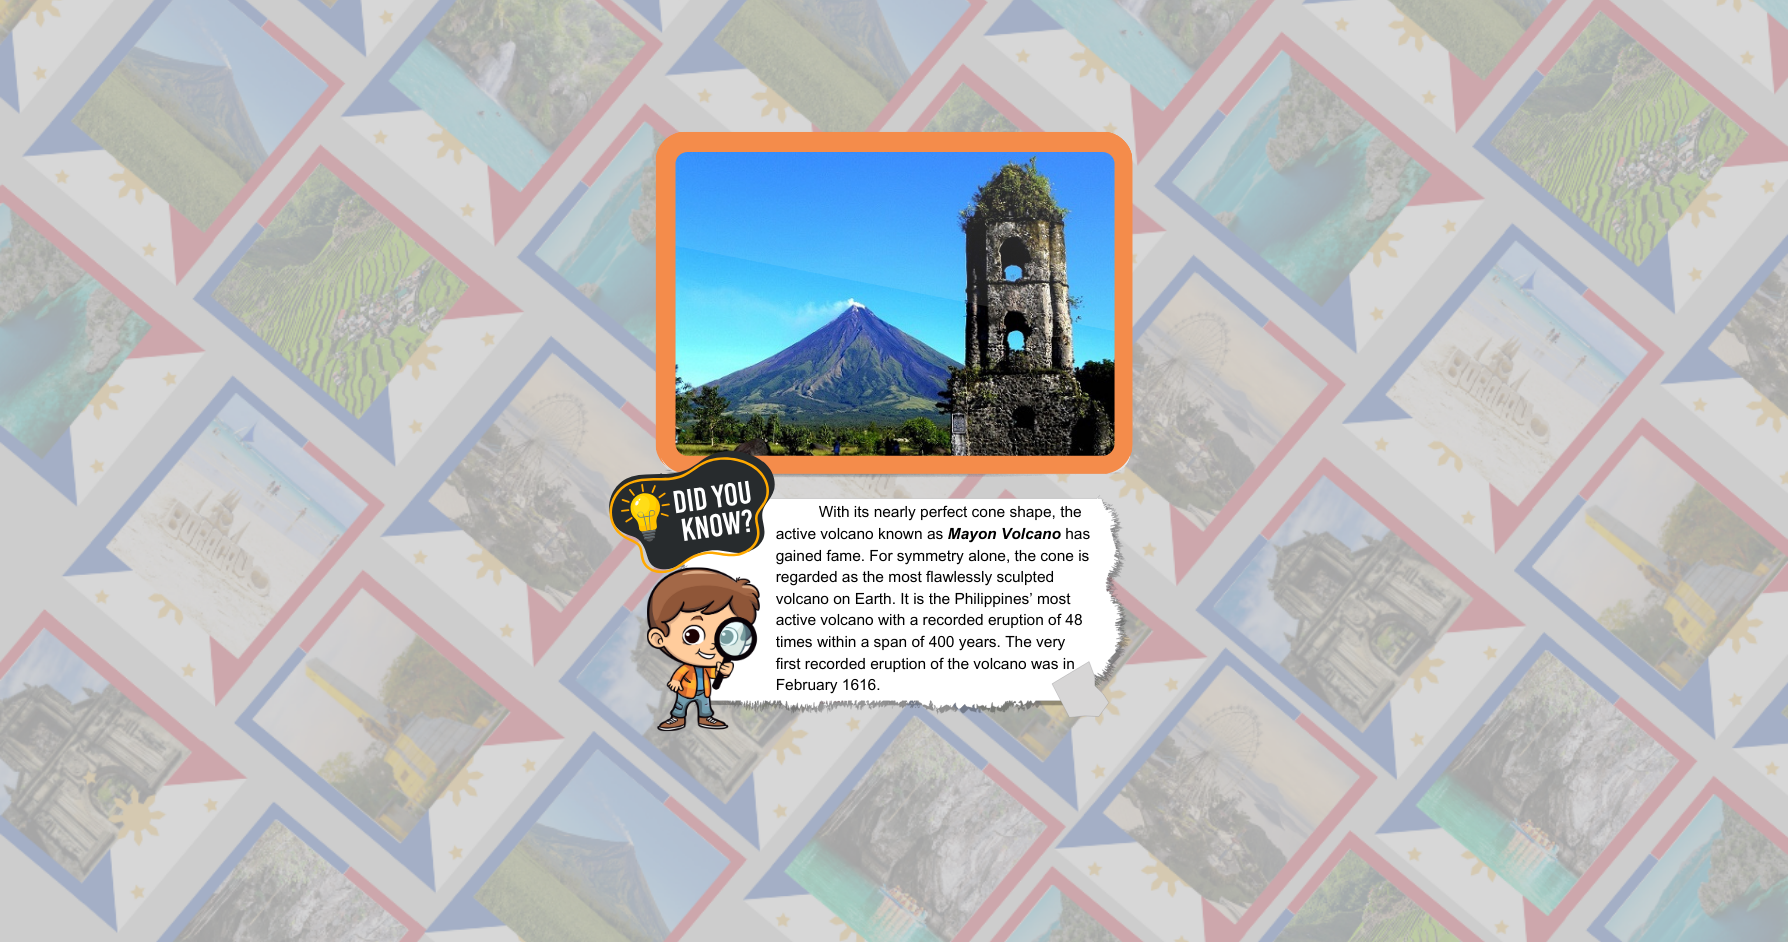 DID YOU
KNOW?
With its nearly perfect cone shape, the
active volcano known as Mayon Volcano has
gained fame. For symmetry alone, the cone is
regarded as the most flawlessly sculpted
volcano on Earth. It is the Philippines’ most
active volcano with a recorded eruption of 48
times within a span of 400 years. The very
first recorded eruption of the volcano was in
February 1616.
BORACAY
BORACAY